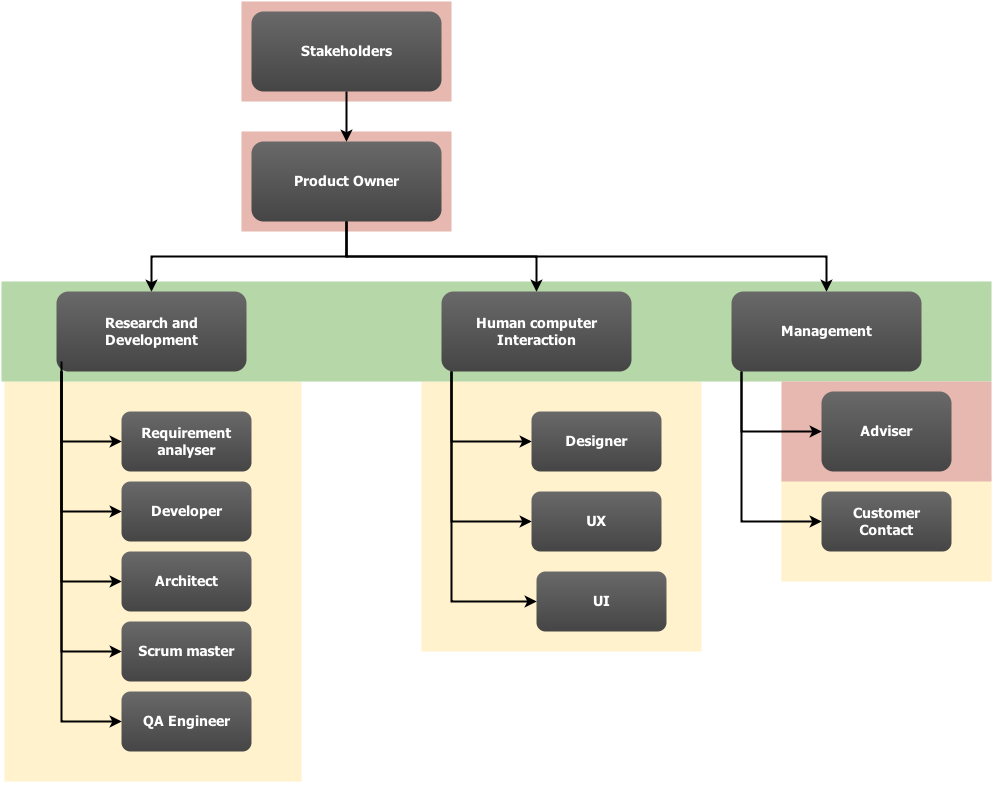 Stakeholders
Product Owner
Research and
Development
Human computer
Interaction
Management
Requirement
analyser
Developer
Architect
Scrum master
QA Engineer
Designer
UX
UI
Adviser
Customer
Contact